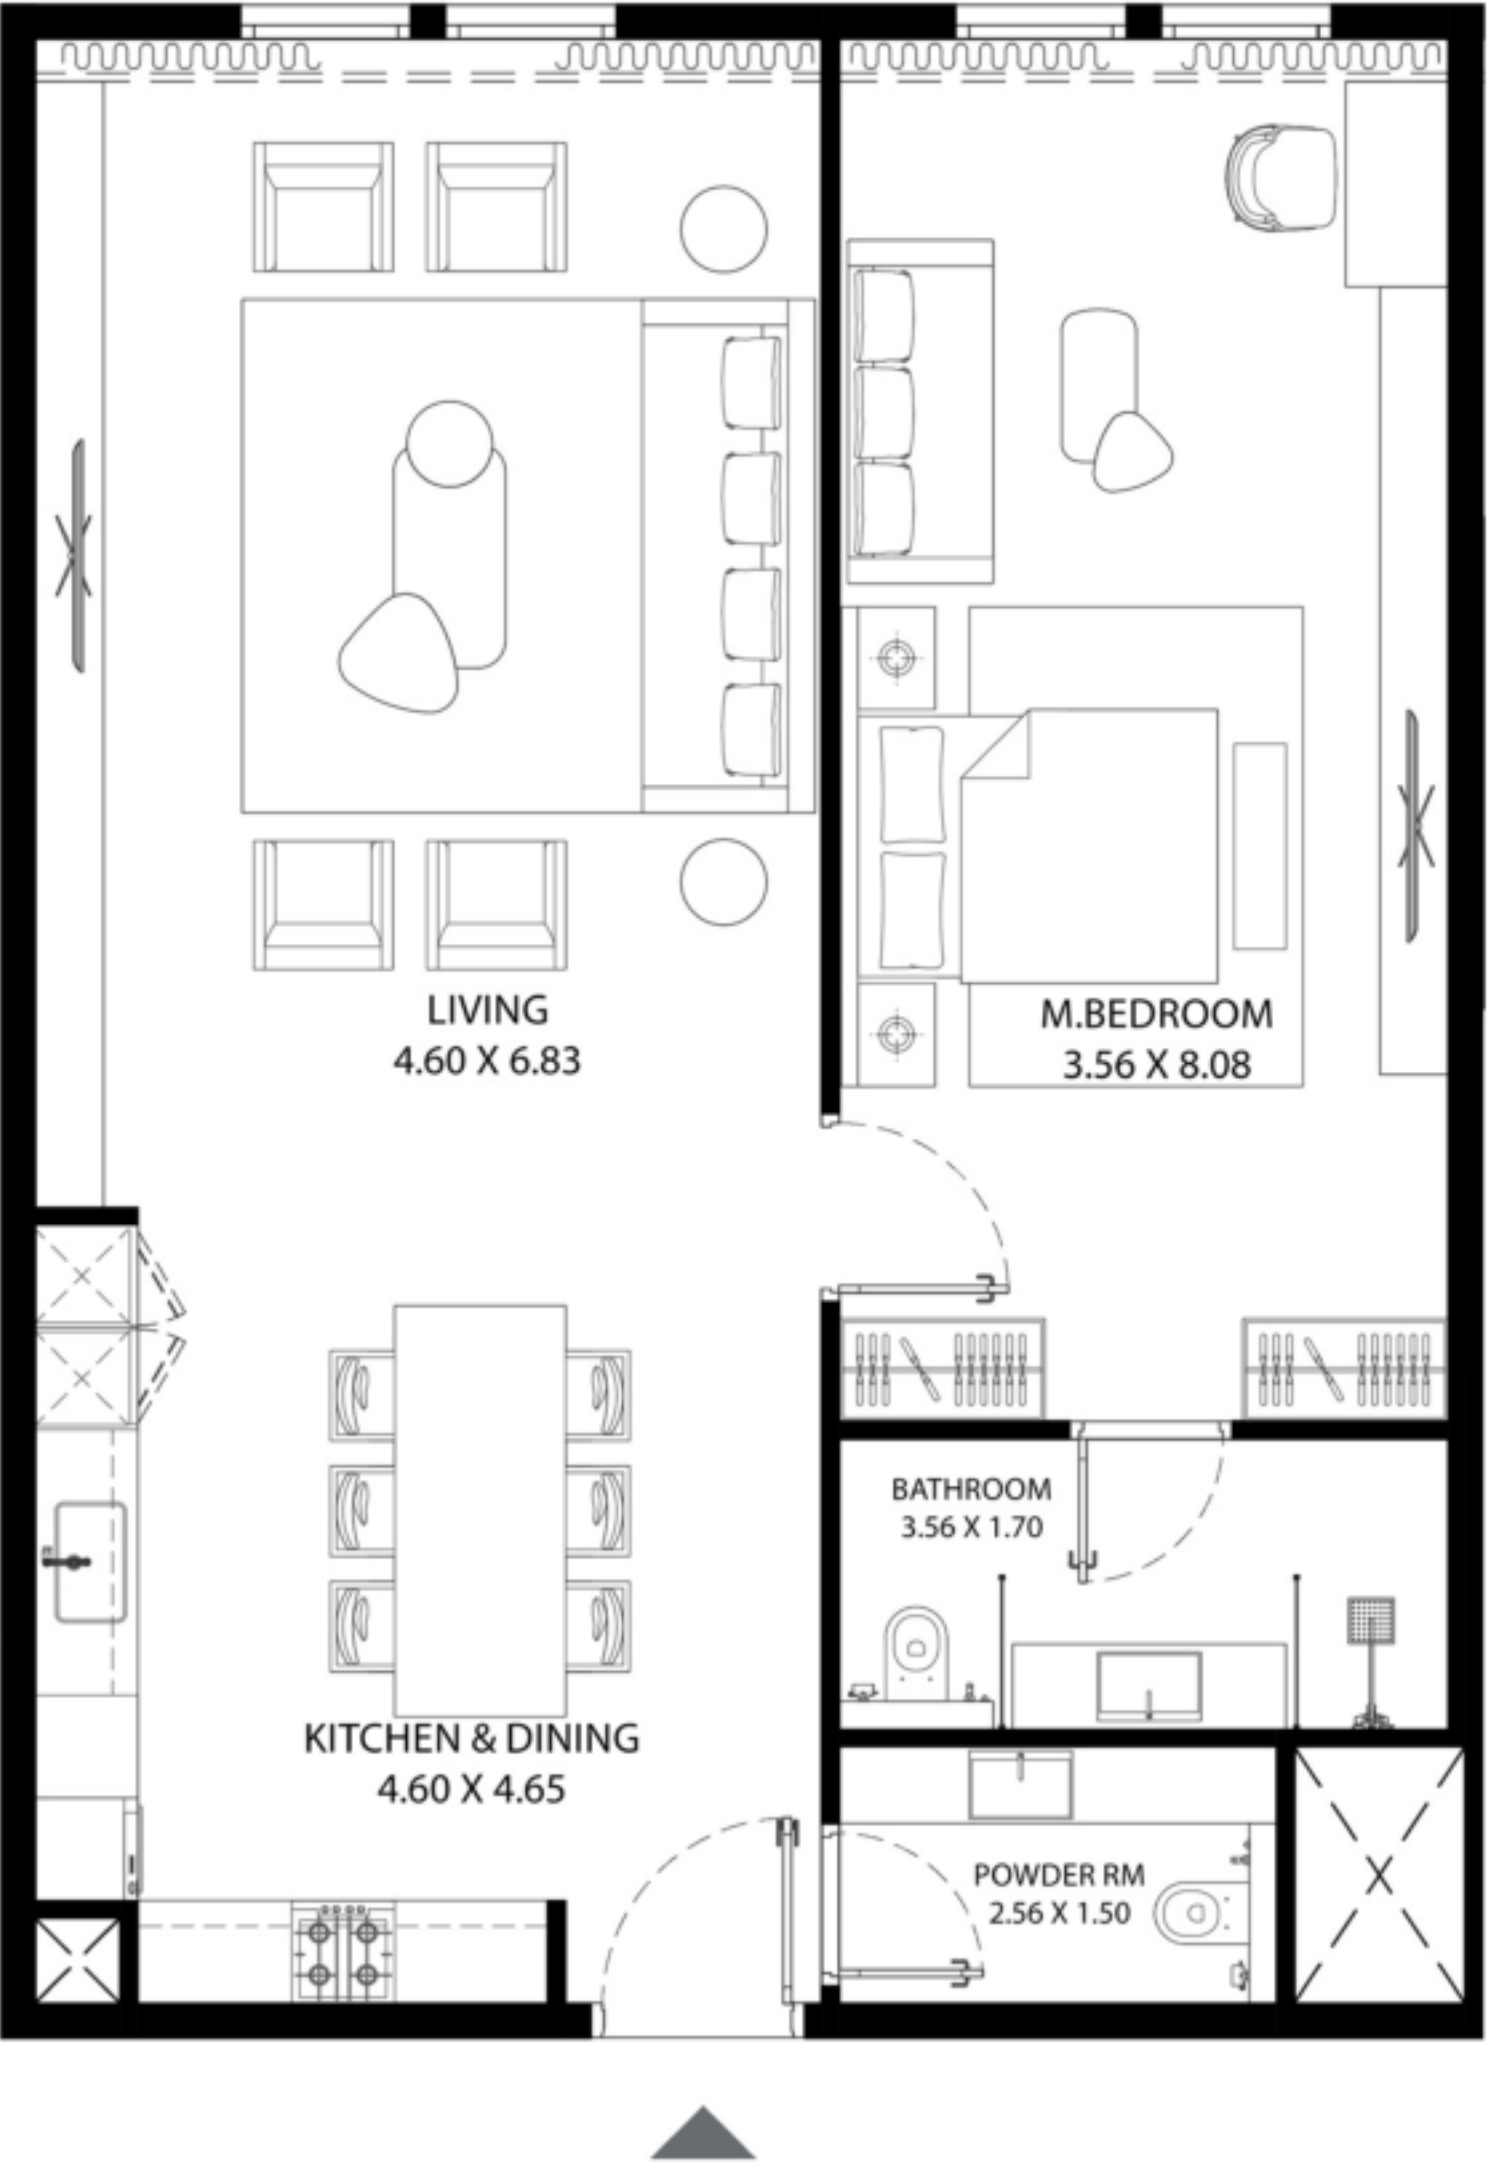 LIVING
4.60 X 6.83
M.BEDROOM
3.56 X 8.08
BATHROOM
3.56 X 1.70
KITCHEN & DINING
4.60 X 4.65
POWDER RM
2.56 X 1.50